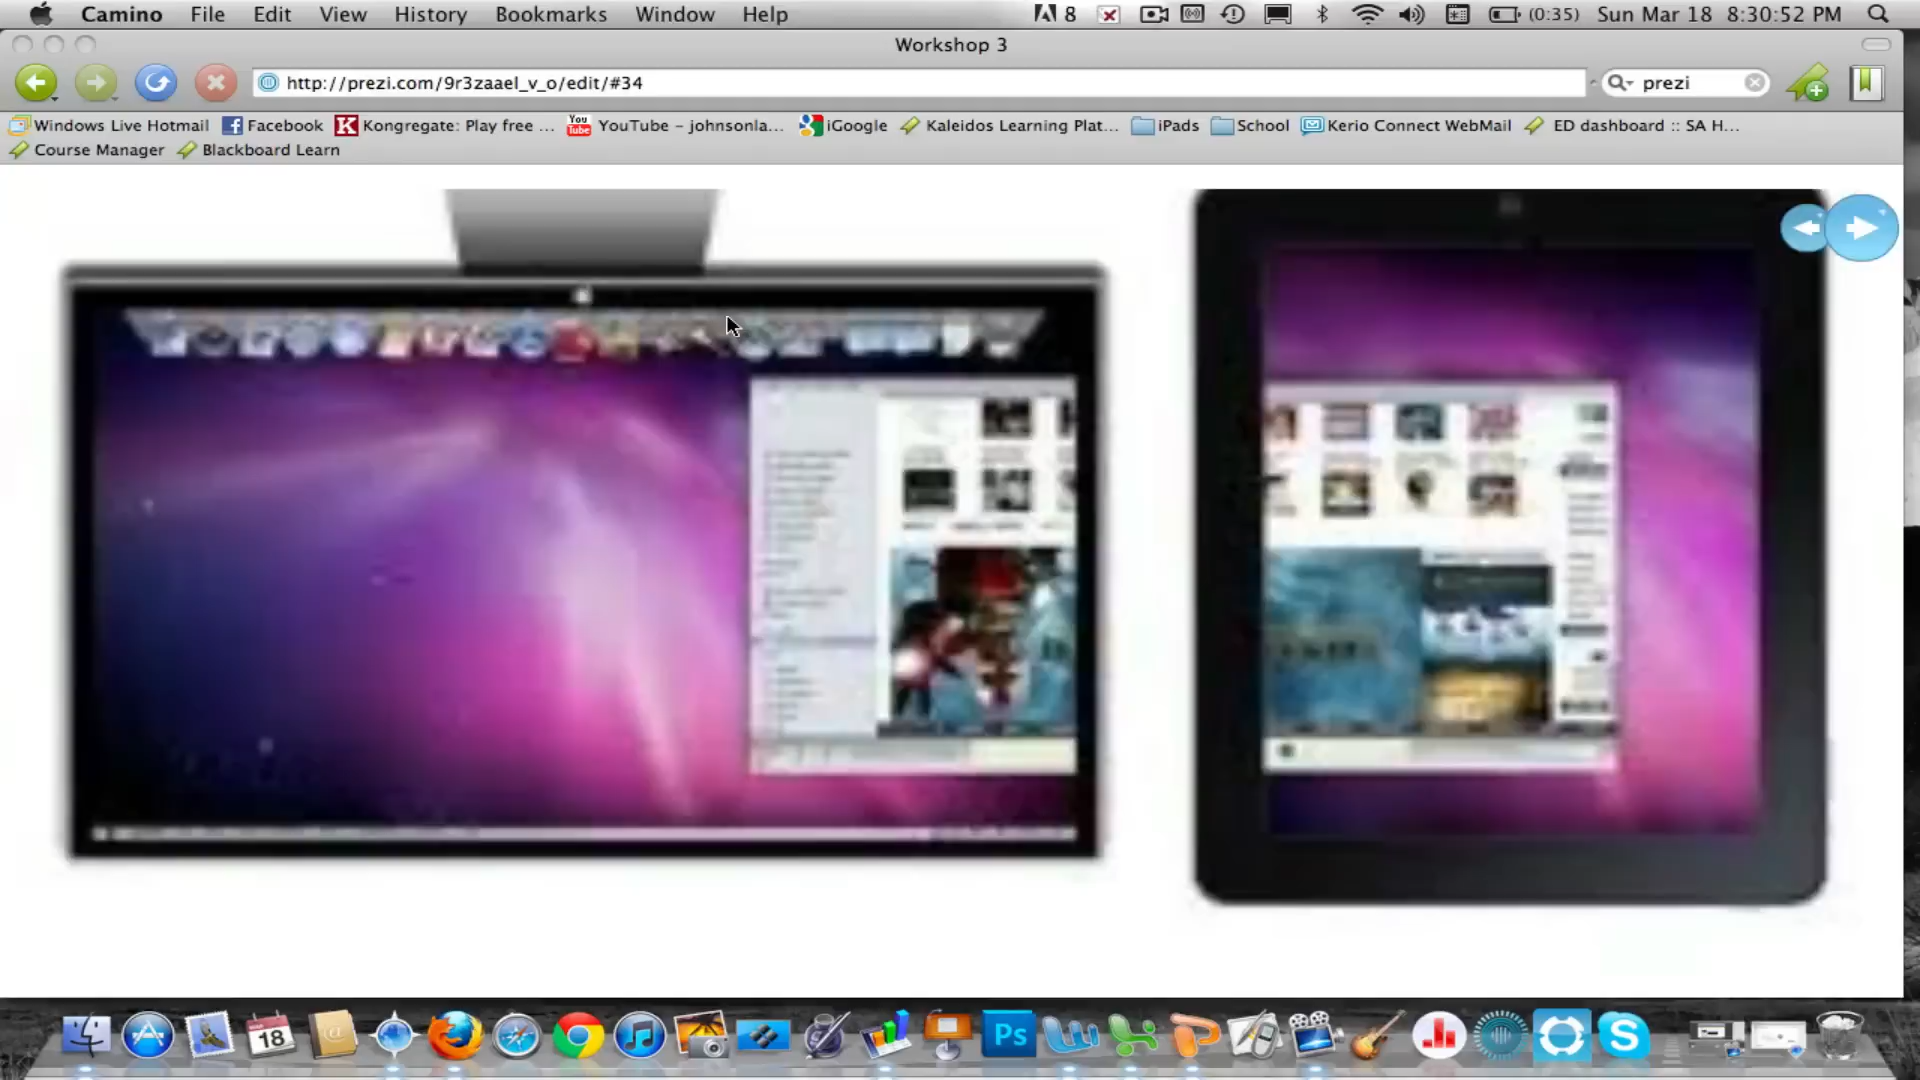 Camino File Edit View History Bookmarks Window Help 8 (0:35) Sun Mar 18 8:30:52 PM
Workshop 3
http://prezi.com/9r3zaael_v_o/edit/#34 prezi
Windows Live Hotmail Facebook Kongregate: Play free ... You Tube YouTube – johnsonla... iGoogle Kaleidos Learning Plat... iPads School Kerio Connect WebMail ED dashboard :: SA H...
Course Manager Blackboard Learn
18 Ps